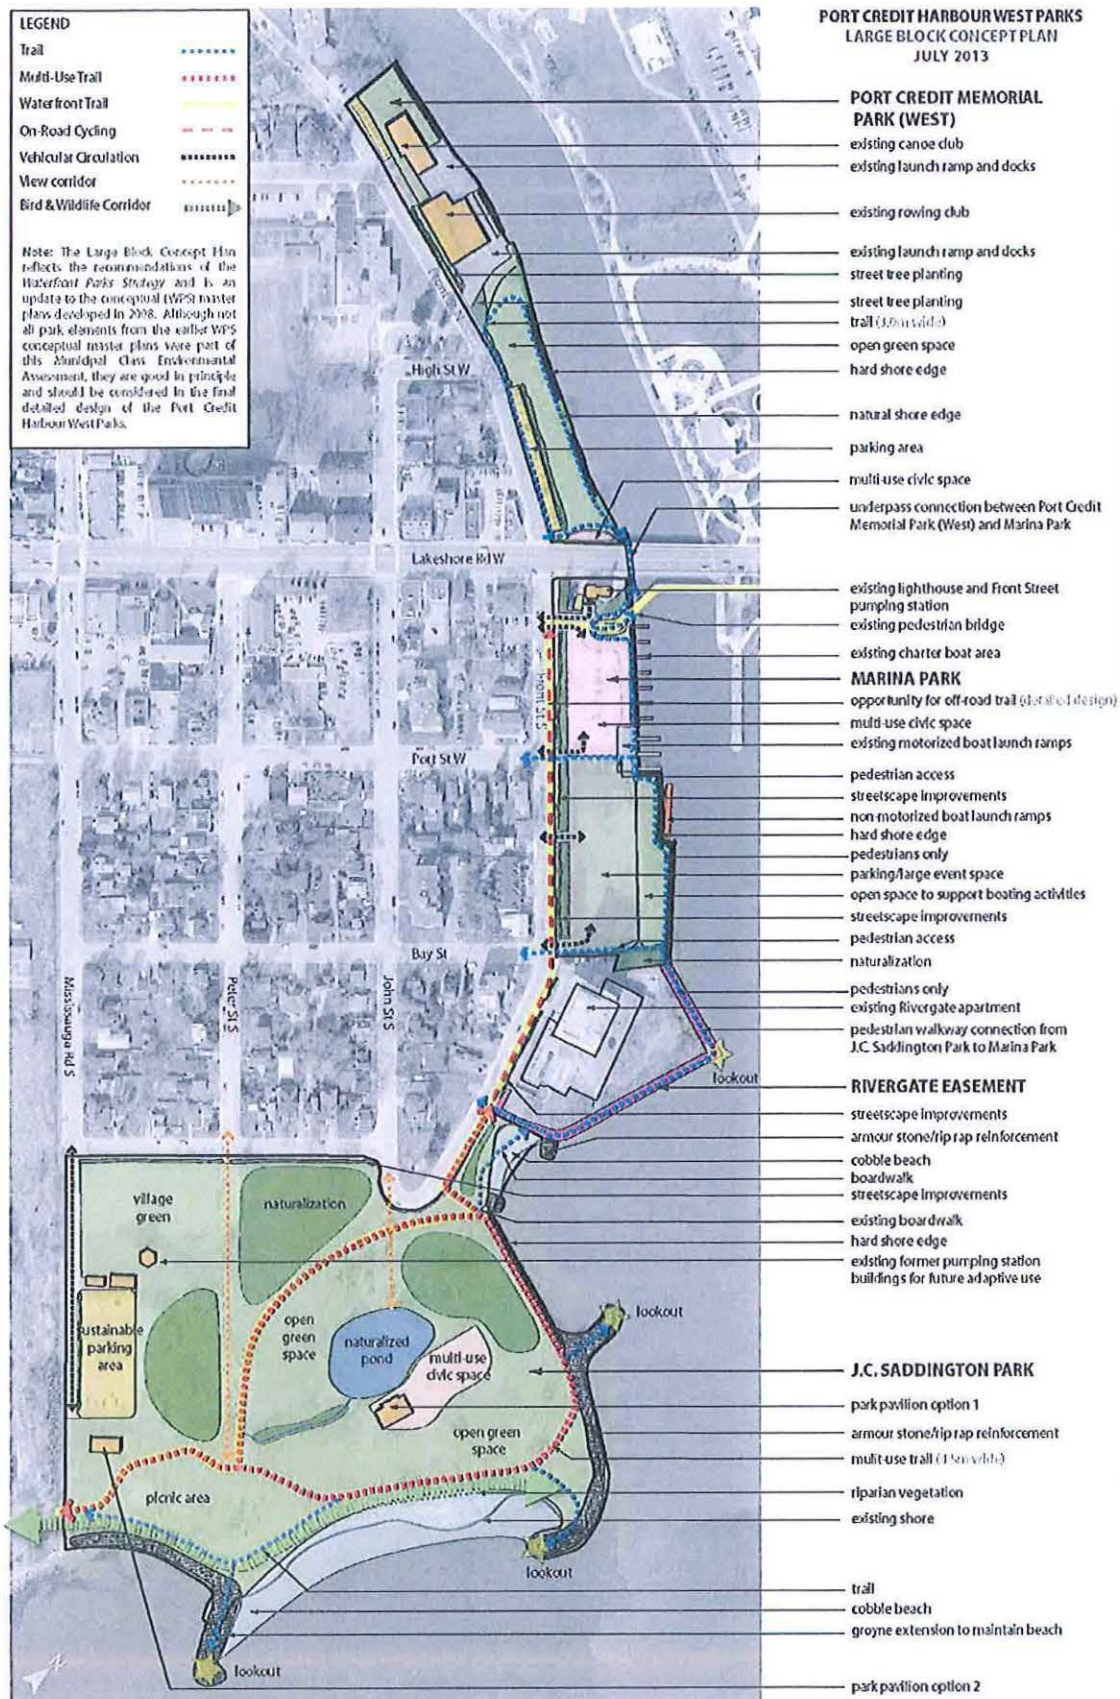 LEGEND
Trail
Multi-Use Trail
Waterfront Trail
On-Road Cycling
Vehicular Circulation
View corridor
Bird & Wildlife Corridor
Note: The Large Block Concept Plan
reflects the recommendations of the
Waterfront Parks Strategy and is an
update to the conceptual (WPS) master
plans developed in 2008. Although not
all park elements from the earlier WPS
conceptual master plans were part of
this Municipal Class Environmental
Assessment, they are good in principle
and should be considered in the final
detailed design of the Port Credit
Harbour West Parks.
PORT CREDIT HARBOUR WEST PARKS
LARGE BLOCK CONCEPT PLAN
JULY 2013
PORT CREDIT MEMORIAL
PARK (WEST)
existing canoe club
existing launch ramp and docks
existing rowing club
existing launch ramp and docks
street tree planting
street tree planting
trail (3.0m wide)
open green space
hard shore edge
natural shore edge
parking area
multi-use civic space
underpass connection between Port Credit
Memorial Park (West) and Marina Park
existing lighthouse and Front Street
pumping station
existing pedestrian bridge
existing charter boat area
MARINA PARK
opportunity for off-road trail (detailed design)
multi-use civic space
existing motorized boat launch ramps
pedestrian access
streetscape improvements
non-motorized boat launch ramps
hard shore edge
pedestrians only
parking/large event space
open space to support boating activities
streetscape improvements
pedestrian access
naturalization
pedestrians only
existing Rivergate apartment
pedestrian walkway connection from
J.C. Saddington Park to Marina Park
RIVERGATE EASEMENT
streetscape improvements
armour stone/rip rap reinforcement
cobble beach
boardwalk
streetscape improvements
existing boardwalk
hard shore edge
existing former pumping station
buildings for future adaptive use
J.C. SADDINGTON PARK
park pavilion option 1
armour stone/rip rap reinforcement
mulit-use trail (4.5m wide)
riparian vegetation
existing shore
trail
cobble beach
groyne extension to maintain beach
park pavilion option 2
High St W
Lakeshore Rd W
Front St S
Port St W
Bay St
Mississauga Rd S
Peter St S
John St S
lookout
village
green
naturalization
sustainable
parking
area
open
green
space
naturalized
pond
multi-use
civic space
open green
space
picnic area
lookout
lookout
lookout